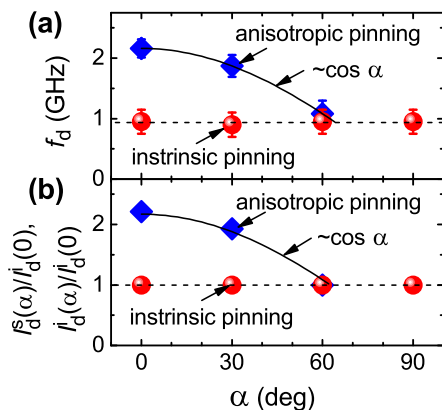 (a)
anisotropic pinning
~cos α
instrinsic pinning
f_d (GHz)
2
1
0
(b)
anisotropic pinning
~cos α
instrinsic pinning
I^s_d(α)/I^i_d(0),
I^i_d(α)/I^i_d(0)
2
1
0
0 30 60 90
α (deg)